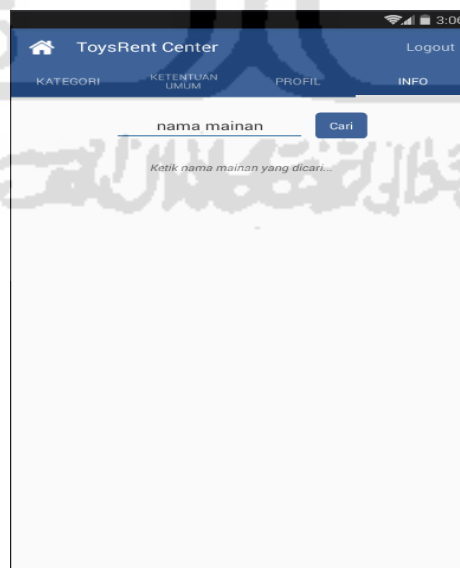 3:06
ToysRent Center
Logout
KATEGORI
KETENTUAN
UMUM
PROFIL
INFO
nama mainan
Cari
Ketik nama mainan yang dicari...